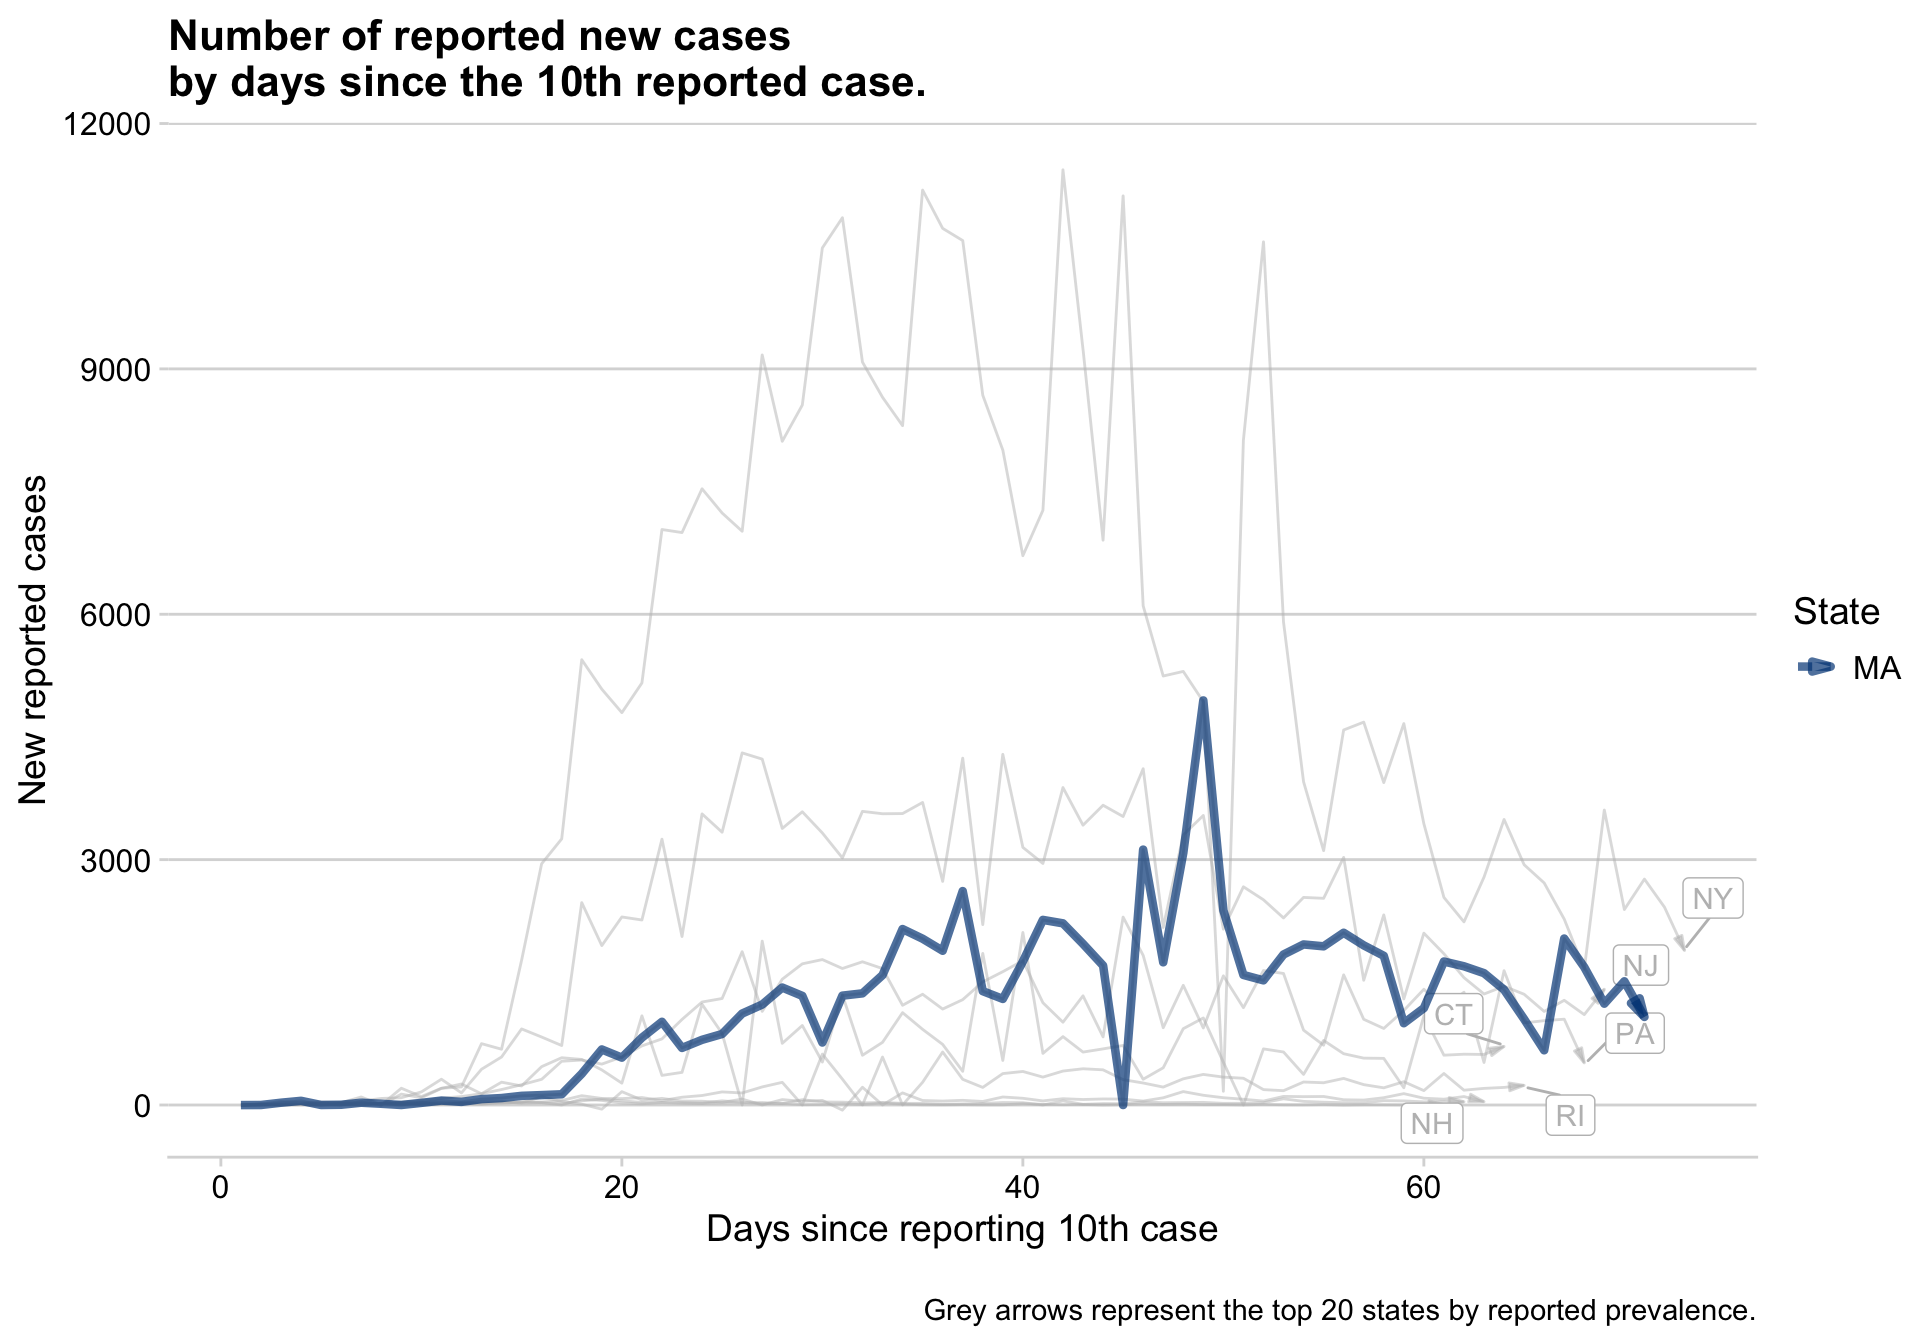 Number of reported new cases
by days since the 10th reported case.
12000
9000
6000
3000
0
New reported cases
NY
NJ
CT
PA
RI
NH
State
MA
0
20
40
60
Days since reporting 10th case
Grey arrows represent the top 20 states by reported prevalence.